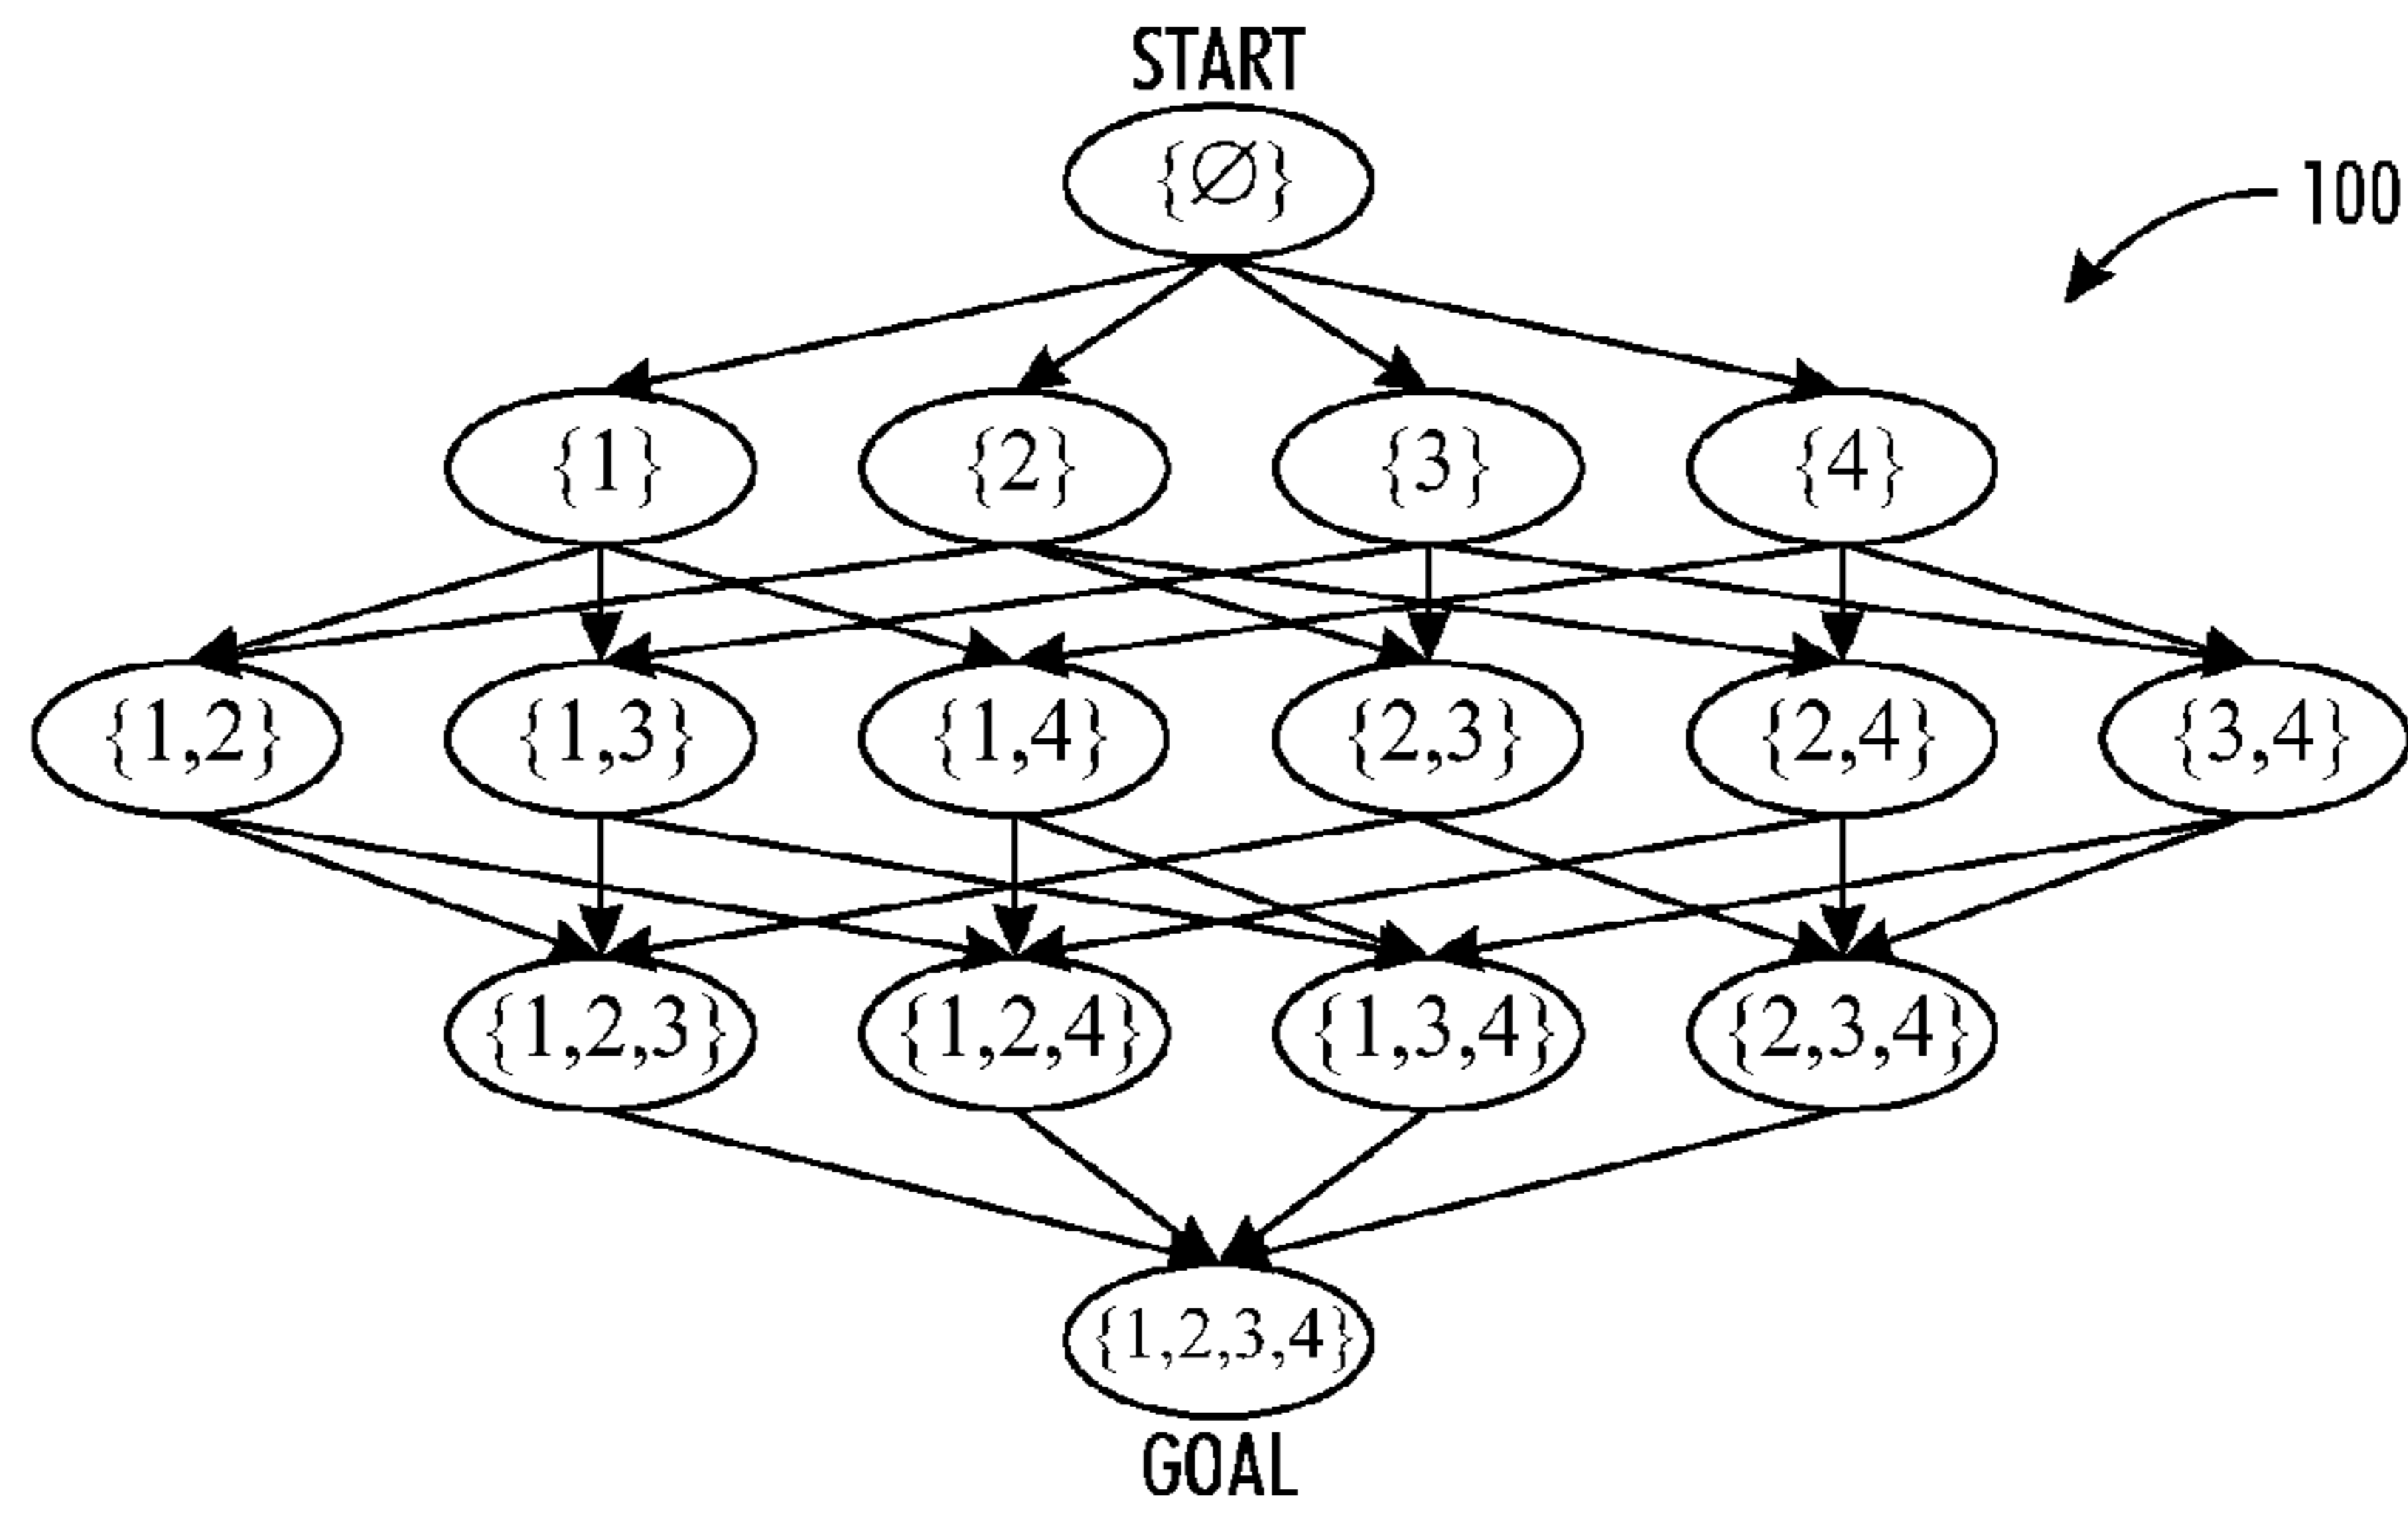 START
{∅}
100
{1} {2} {3} {4}
{1,2} {1,3} {1,4} {2,3} {2,4} {3,4}
{1,2,3} {1,2,4} {1,3,4} {2,3,4}
{1,2,3,4}
GOAL